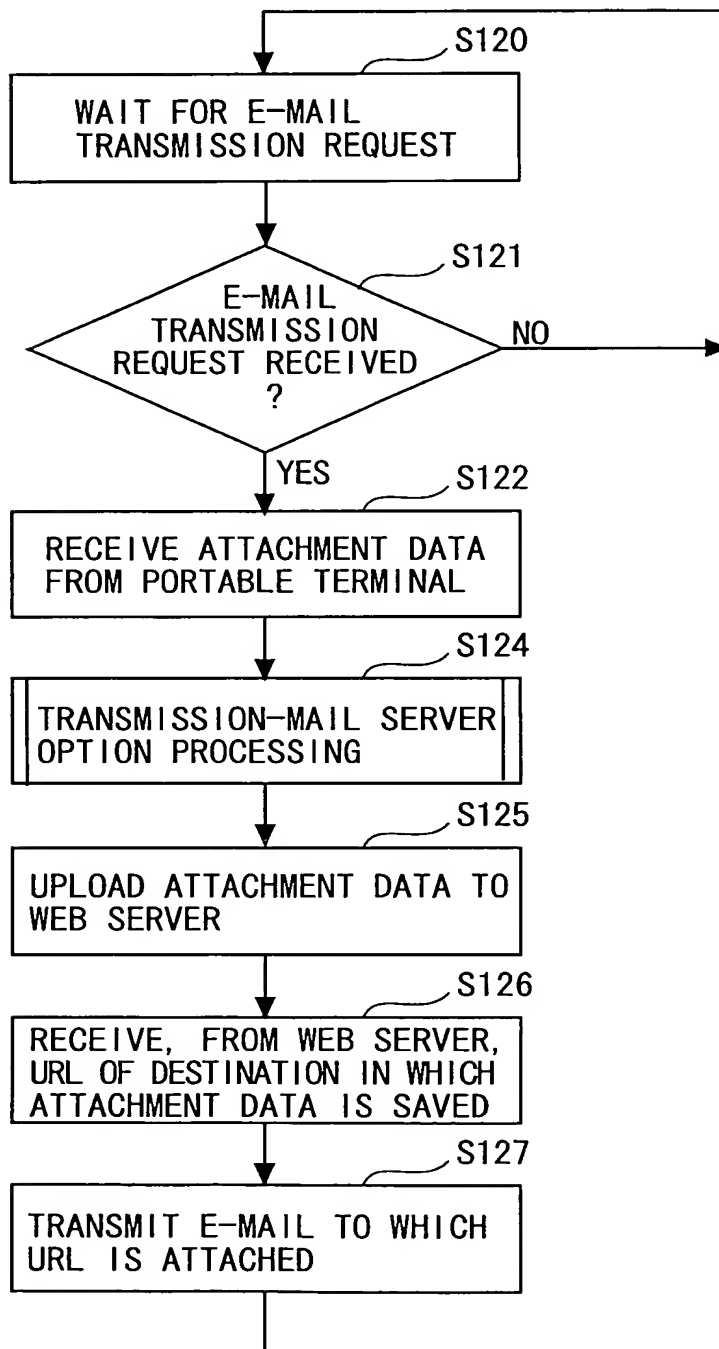 S120
WAIT FOR E-MAIL
TRANSMISSION REQUEST
S121
E-MAIL
TRANSMISSION
REQUEST RECEIVED
?
NO
YES
S122
RECEIVE ATTACHMENT DATA
FROM PORTABLE TERMINAL
S124
TRANSMISSION-MAIL SERVER
OPTION PROCESSING
S125
UPLOAD ATTACHMENT DATA TO
WEB SERVER
S126
RECEIVE, FROM WEB SERVER,
URL OF DESTINATION IN WHICH
ATTACHMENT DATA IS SAVED
S127
TRANSMIT E-MAIL TO WHICH
URL IS ATTACHED